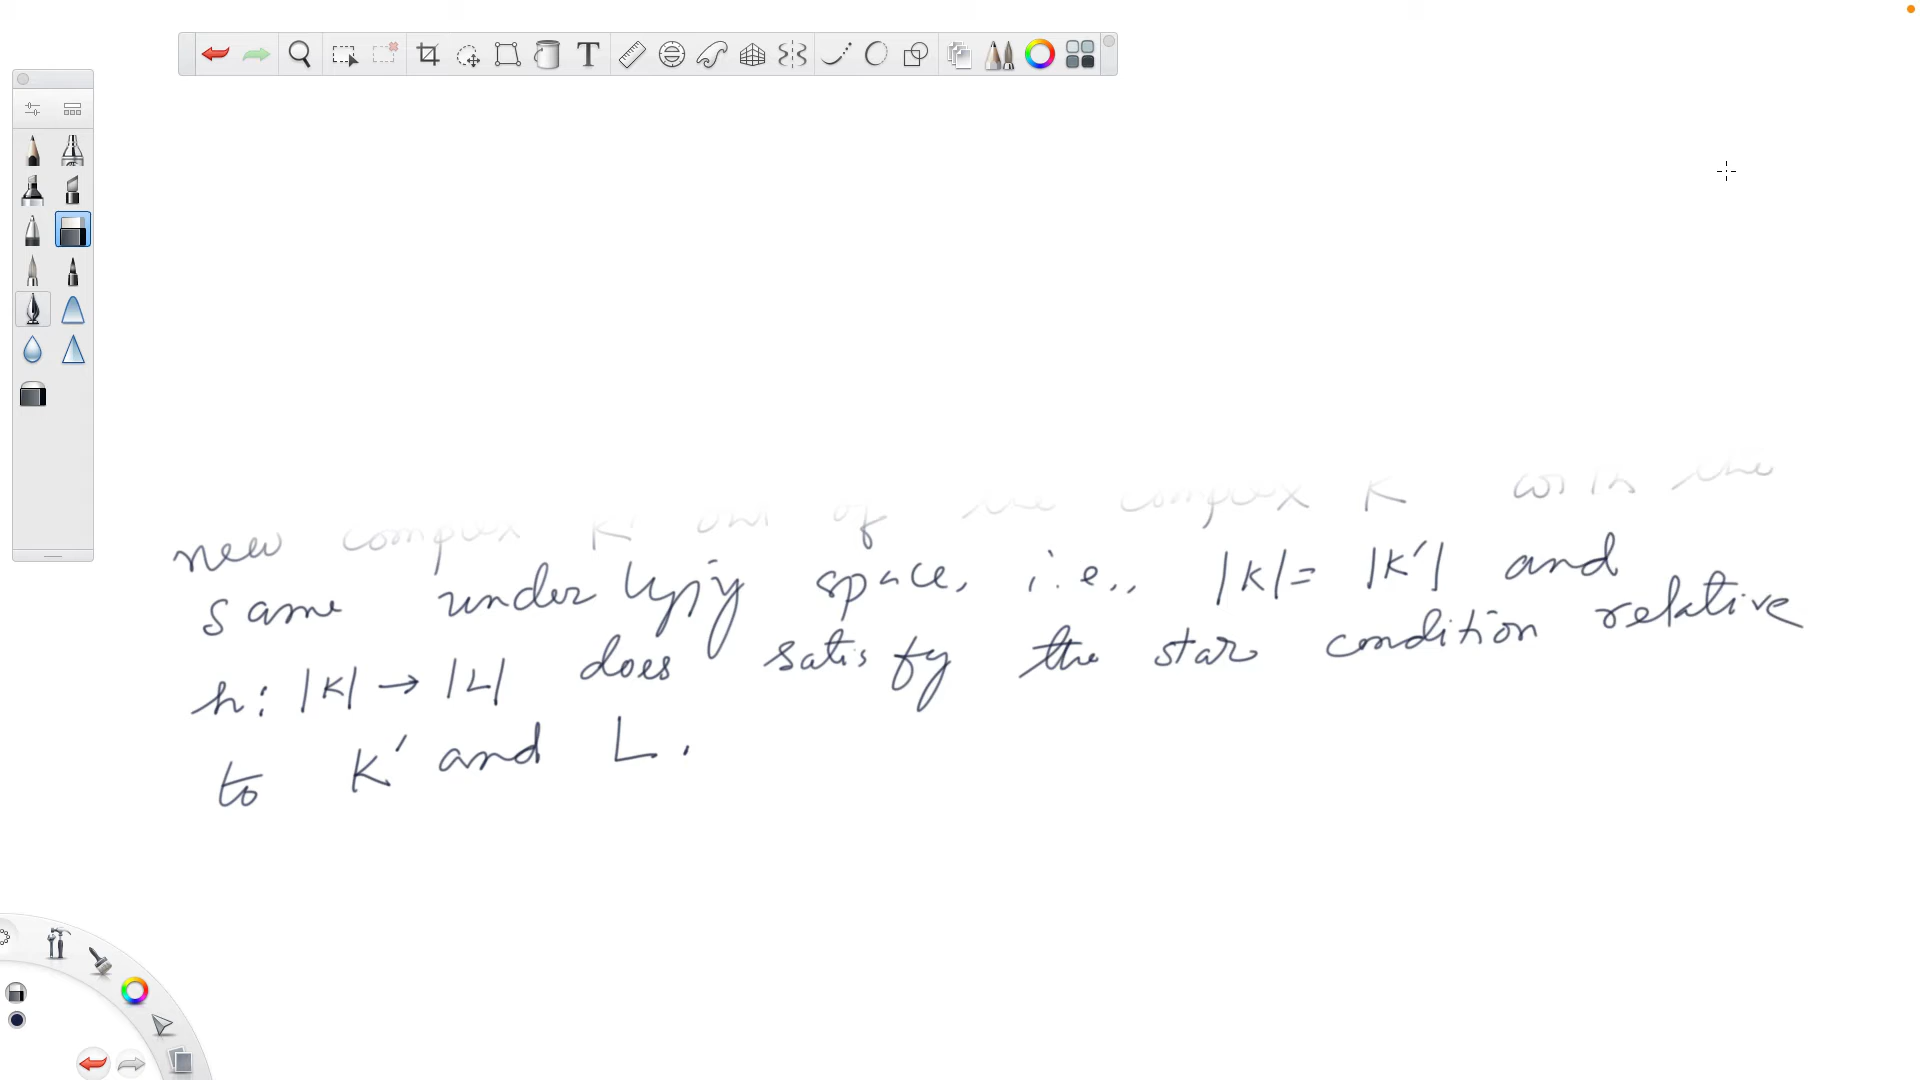 new complex K' out of the complex K with the
same underlying space, i.e., |K| = |K'| and
h: |K| → |L| does satisfy the star condition relative
to K' and L.